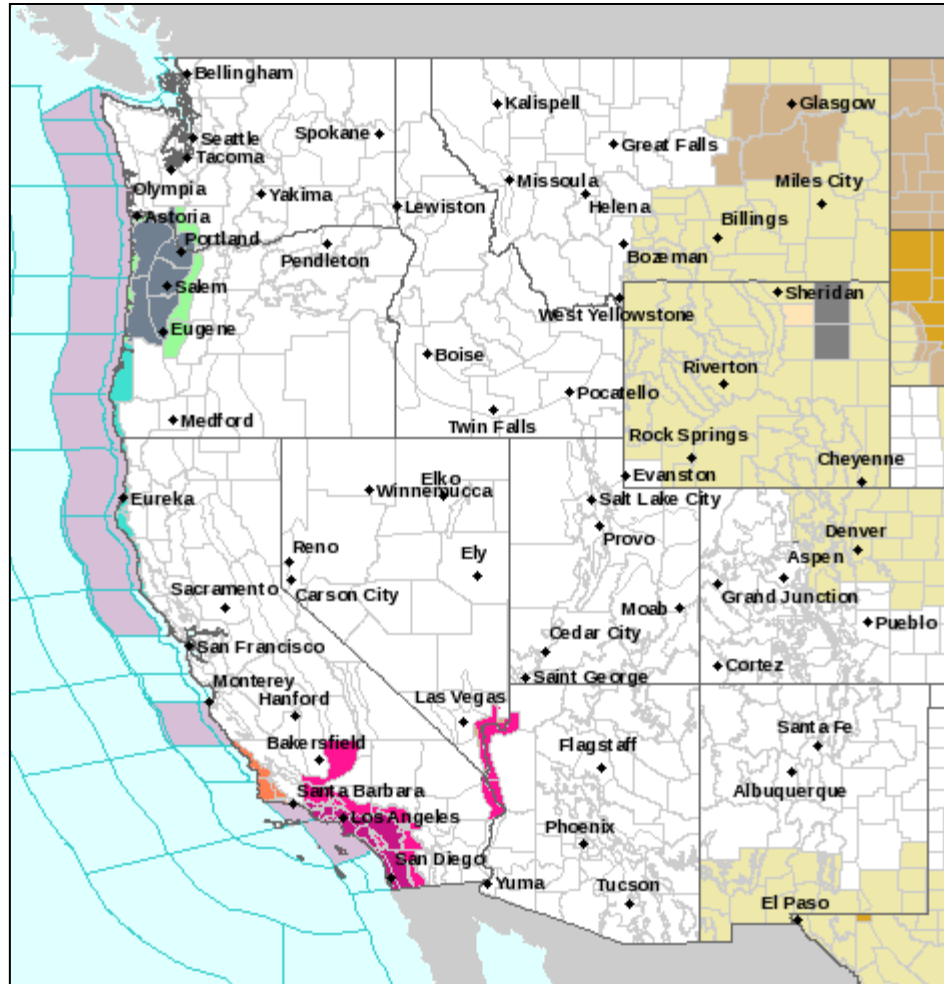 Bellingham
Kalispell
Glasgow
Seattle
Spokane
Great Falls
Tacoma
Olympia
Yakima
Missoula
Helena
Miles City
Astoria
Lewiston
Billings
Portland
Pendleton
Bozeman
Salem
West Yellowstone
Sheridan
Eugene
Boise
Riverton
Pocatello
Medford
Twin Falls
Rock Springs
Cheyenne
Eureka
Elko
Winnemucca
Evanston
Salt Lake City
Provo
Denver
Reno
Ely
Aspen
Sacramento
Carson City
Grand Junction
Moab
Pueblo
San Francisco
Cedar City
Cortez
Monterey
Saint George
Hanford
Las Vegas
Santa Fe
Bakersfield
Flagstaff
Albuquerque
Santa Barbara
Los Angeles
Phoenix
San Diego
Yuma
Tucson
El Paso